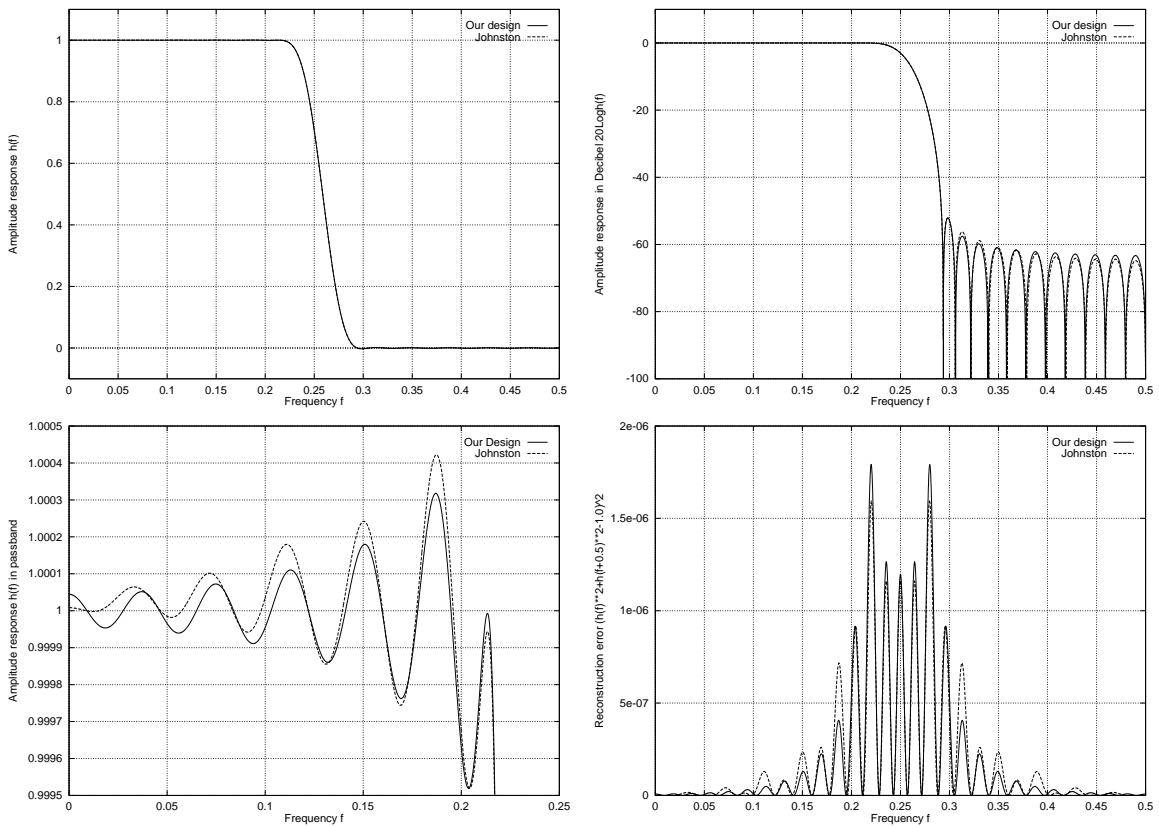 Our design
Johnston
1
0.8
0.6
0.4
0.2
0
Amplitude response h(f)
0 0.05 0.1 0.15 0.20 0.25 0.3 0.35 0.40 0.45 0.5
Frequency f
Our design
Johnston
0
-20
-40
-60
-80
-100
Amplitude response in Decibel 20Logh(f)
0 0.05 0.1 0.15 0.2 0.25 0.3 0.35 0.4 0.45 0.5
Frequency f
Our Design
Johnston
1.0005
1.0004
1.0003
1.0002
1.0001
1
0.9999
0.9998
0.9997
0.9996
0.9995
Amplitude response h(f) in passband
0 0.05 0.1 0.15 0.2 0.25
Frequency f
Our design
Johnston
2e-06
1.5e-06
1e-06
5e-07
0
Reconstruction error (h(f)**2+h(f+0.5)**2-1.0)^2
0 0.05 0.1 0.15 0.2 0.25 0.3 0.35 0.4 0.45 0.5
Frequency f